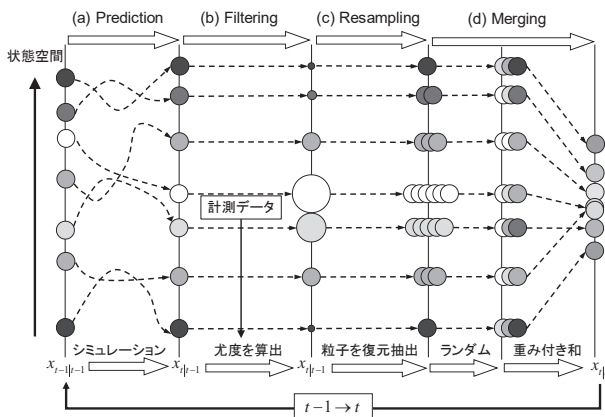 (a) Prediction (b) Filtering (c) Resampling (d) Merging
状態空間
計測データ
シミュレーション 尤度を算出 粒子を復元抽出 ランダム 重み付き和
x_{t-1|t-1} x_{t|t-1} x_{t|t-1} x_{t|
t-1→t